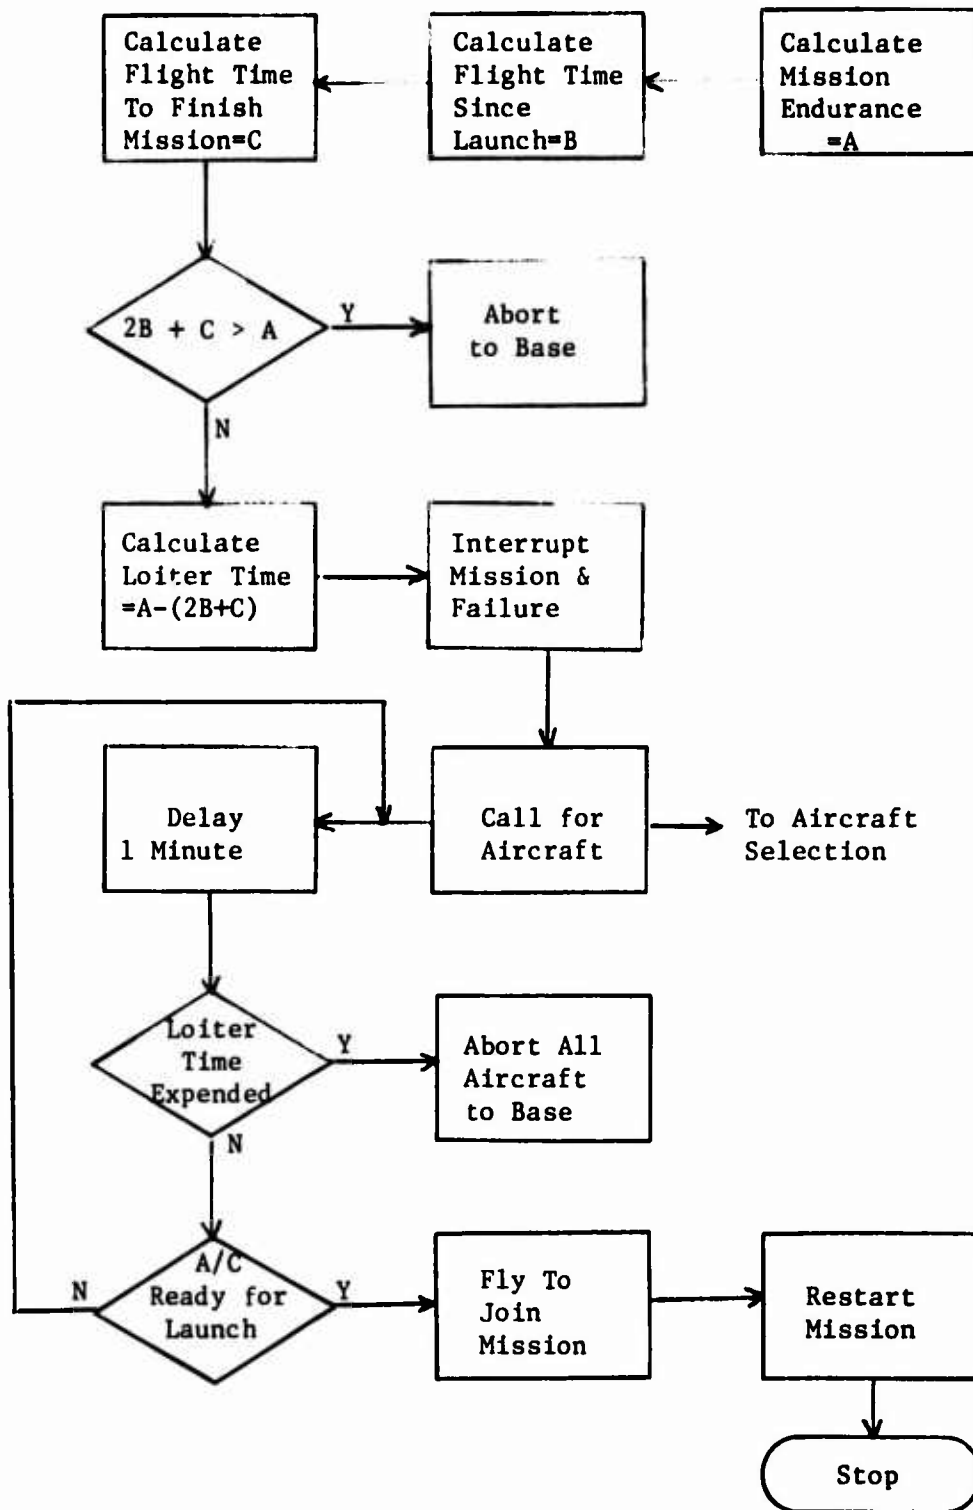 Calculate
Flight Time
To Finish
Mission=C
Calculate
Flight Time
Since
Launch=B
Calculate
Mission
Endurance
=A
2B + C > A
Y
Abort
to Base
N
Calculate
Loiter Time
=A-(2B+C)
Interrupt
Mission &
Failure
Delay
1 Minute
Call for
Aircraft
To Aircraft
Selection
Loiter
Time
Expended
Y
Abort All
Aircraft
to Base
N
N
A/C
Ready for
Launch
Y
Fly To
Join
Mission
Restart
Mission
Stop